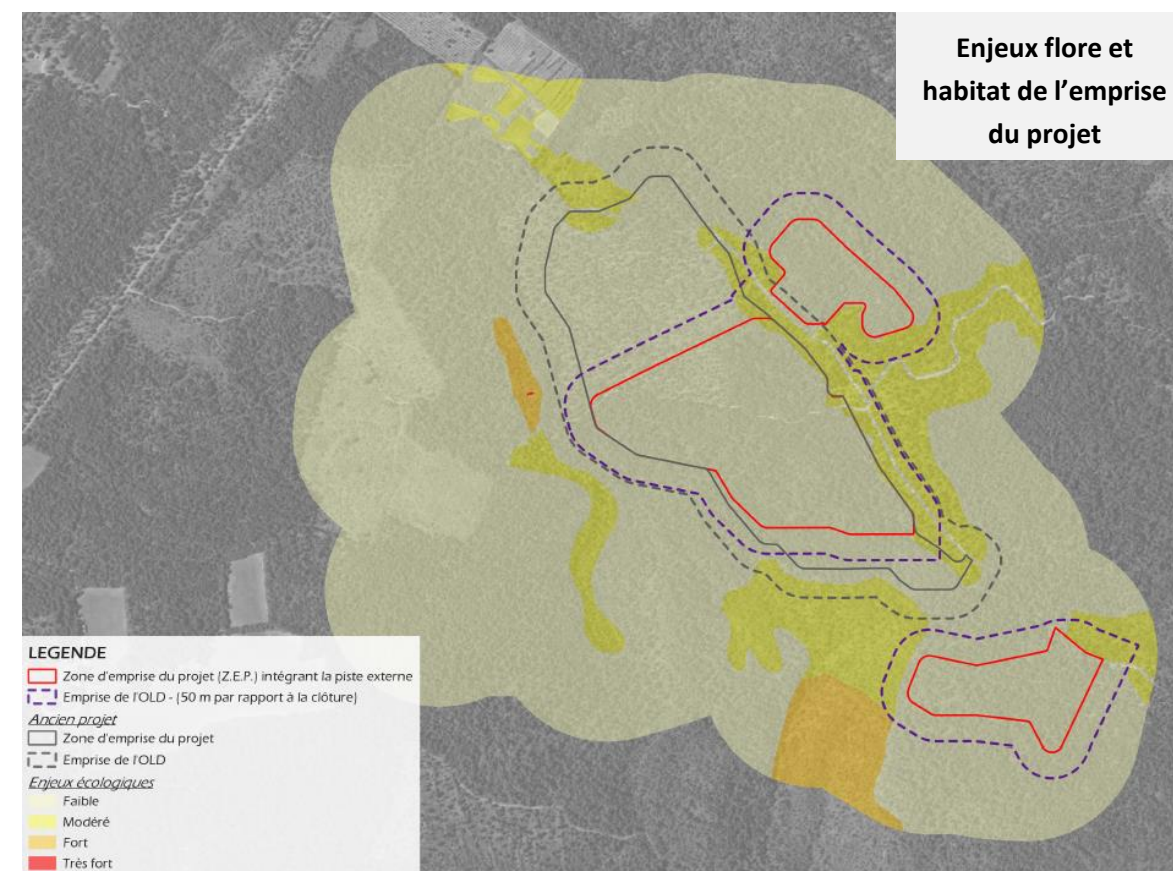 Enjeux flore et
habitat de l’emprise
du projet
LEGENDE
Zone d'emprise du projet (Z.E.P.) intégrant la piste externe
Emprise de l'OLD - (50 m par rapport à la clôture)
Ancien projet
Zone d'emprise du projet
Emprise de l'OLD
Enjeux écologiques
Faible
Modéré
Fort
Très fort